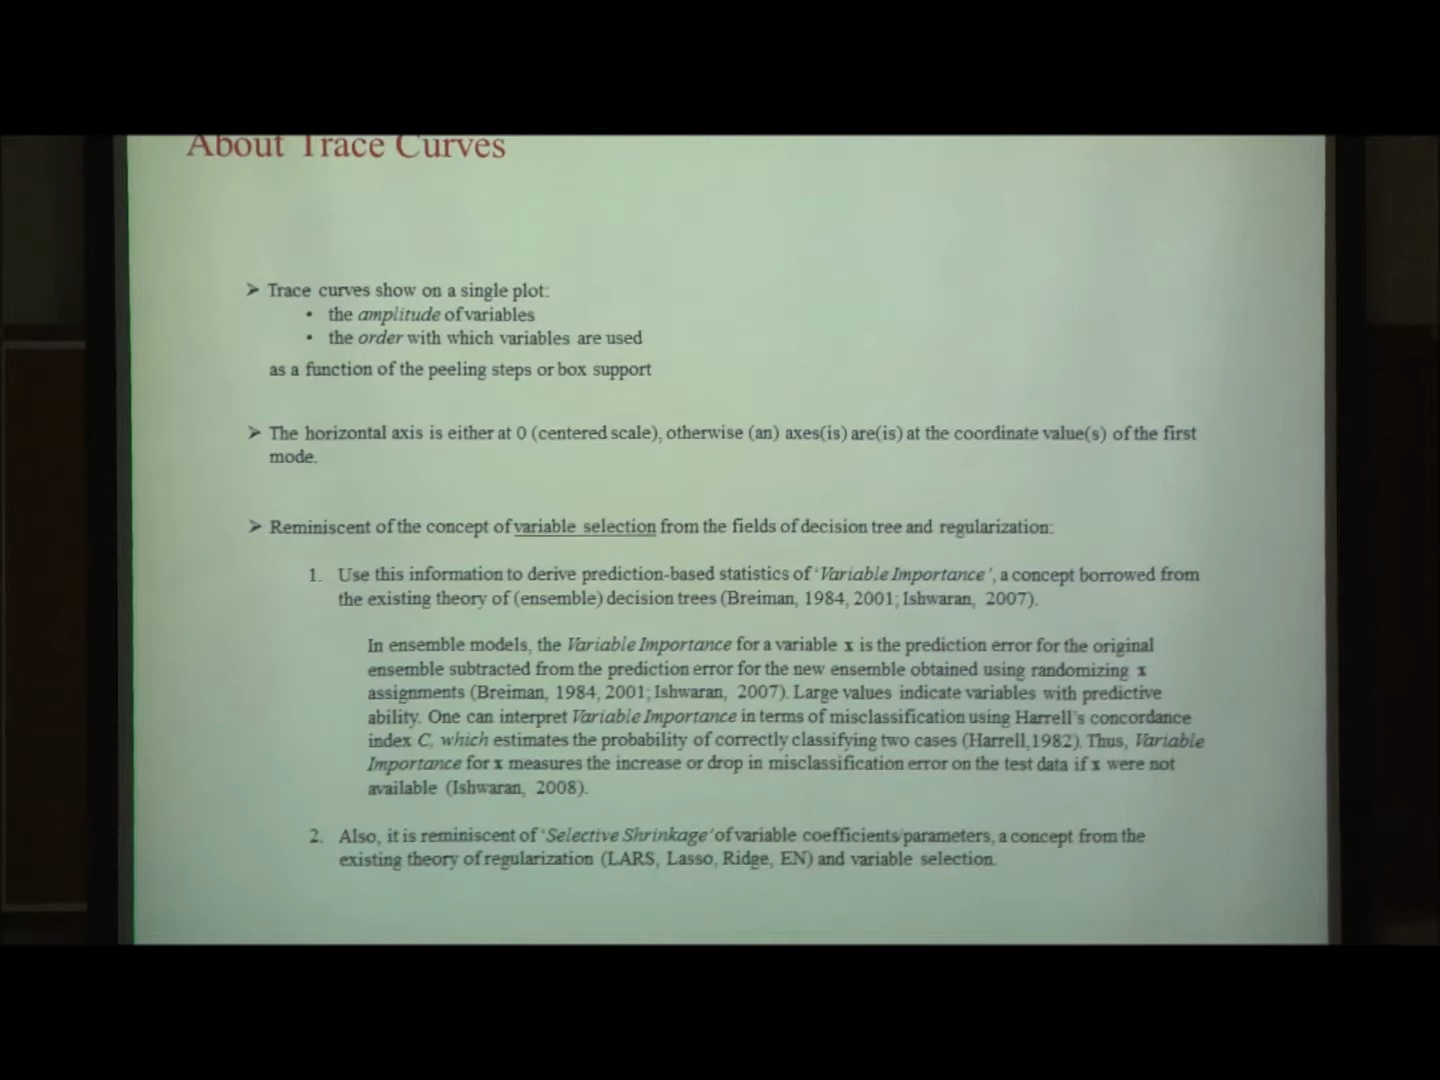 About Trace Curves
➢ Trace curves show on a single plot:
• the amplitude of variables
• the order with which variables are used
as a function of the peeling steps or box support
➢ The horizontal axis is either at 0 (centered scale), otherwise (an) axes(is) are(is) at the coordinate value(s) of the first
mode.
➢ Reminiscent of the concept of variable selection from the fields of decision tree and regularization:
1. Use this information to derive prediction-based statistics of 'Variable Importance', a concept borrowed from
the existing theory of (ensemble) decision trees (Breiman, 1984, 2001; Ishwaran, 2007).
In ensemble models, the Variable Importance for a variable x is the prediction error for the original
ensemble subtracted from the prediction error for the new ensemble obtained using randomizing x
assignments (Breiman, 1984, 2001; Ishwaran, 2007). Large values indicate variables with predictive
ability. One can interpret Variable Importance in terms of misclassification using Harrell's concordance
index C, which estimates the probability of correctly classifying two cases (Harrell,1982). Thus, Variable
Importance for x measures the increase or drop in misclassification error on the test data if x were not
available (Ishwaran, 2008).
2. Also, it is reminiscent of 'Selective Shrinkage' of variable coefficients/parameters, a concept from the
existing theory of regularization (LARS, Lasso, Ridge, EN) and variable selection.